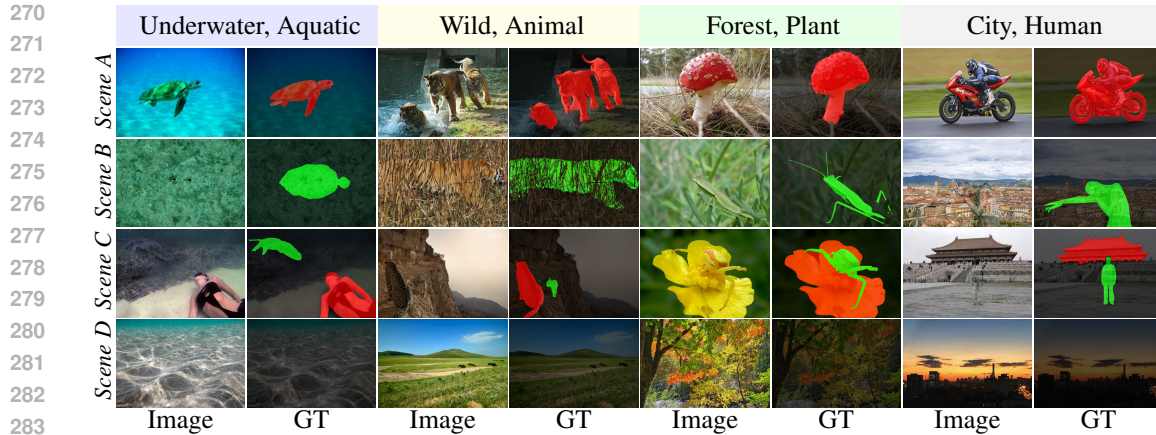 270
Underwater, Aquatic Wild, Animal Forest, Plant City, Human
271
Scene A
272
273
274
Scene B
275
276
277
Scene C
278
279
280
Scene D
281
282
Image GT Image GT Image GT Image GT
283